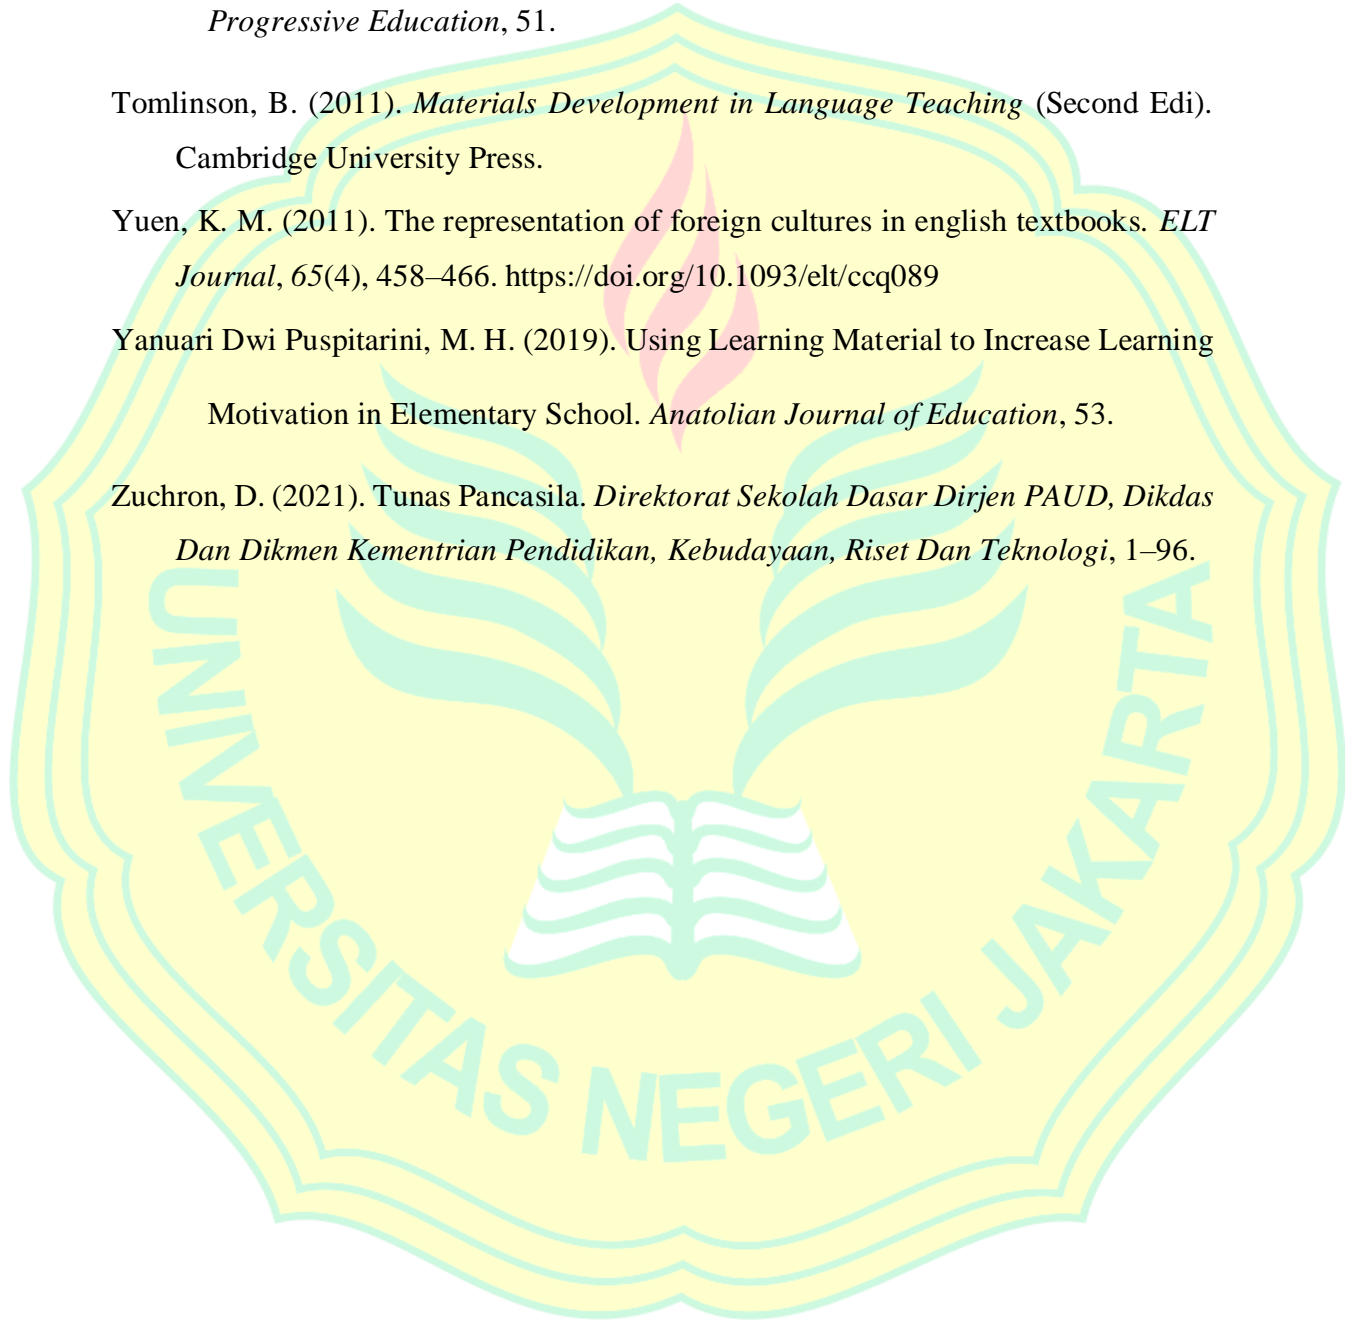 Progressive Education, 51.
Tomlinson, B. (2011). Materials Development in Language Teaching (Second Edi).
Cambridge University Press.
Yuen, K. M. (2011). The representation of foreign cultures in english textbooks. ELT
Journal, 65(4), 458–466. https://doi.org/10.1093/elt/ccq089
Yanuari Dwi Puspitarini, M. H. (2019). Using Learning Material to Increase Learning
Motivation in Elementary School. Anatolian Journal of Education, 53.
Zuchron, D. (2021). Tunas Pancasila. Direktorat Sekolah Dasar Dirjen PAUD, Dikdas
Dan Dikmen Kementrian Pendidikan, Kebudayaan, Riset Dan Teknologi, 1–96.
UNIVERSITAS NEGERI JAKARTA